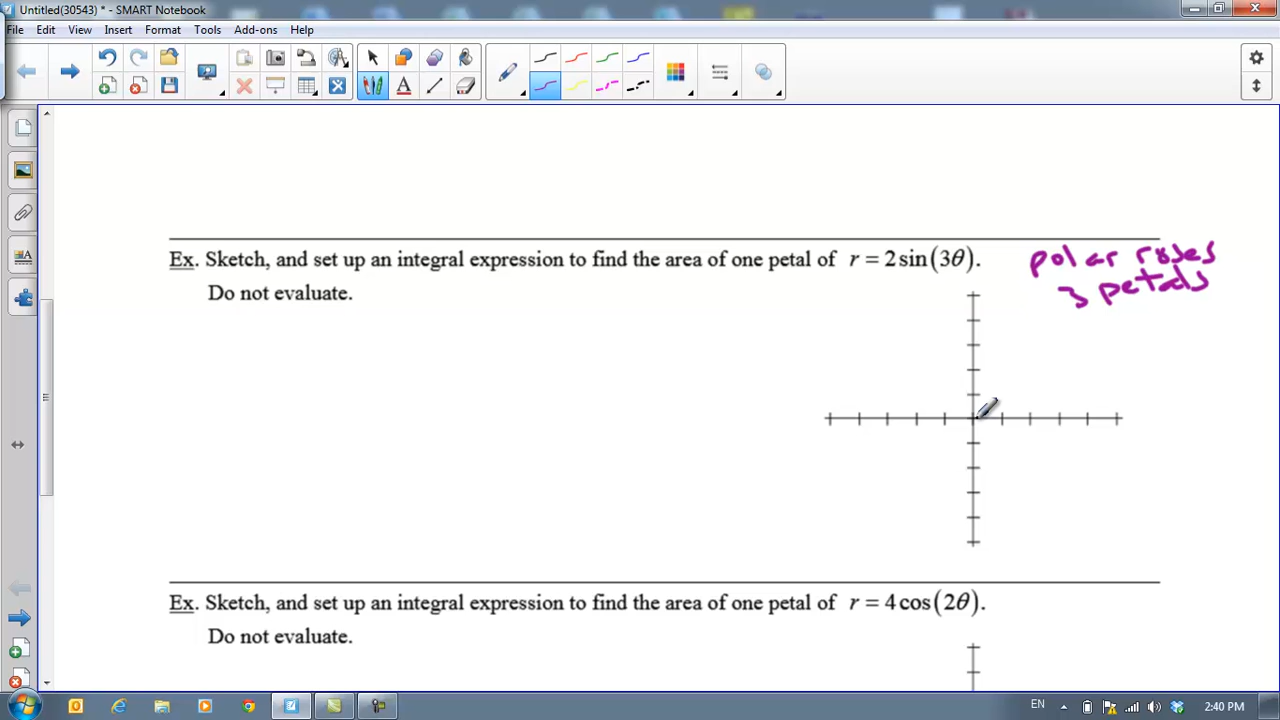 Untitled(30543) * - SMART Notebook
File Edit View Insert Format Tools Add-ons Help
Ex. Sketch, and set up an integral expression to find the area of one petal of r = 2 sin(3θ).
Do not evaluate.
polar roses
3 petals
Ex. Sketch, and set up an integral expression to find the area of one petal of r = 4 cos(2θ).
Do not evaluate.
EN 2:40 PM